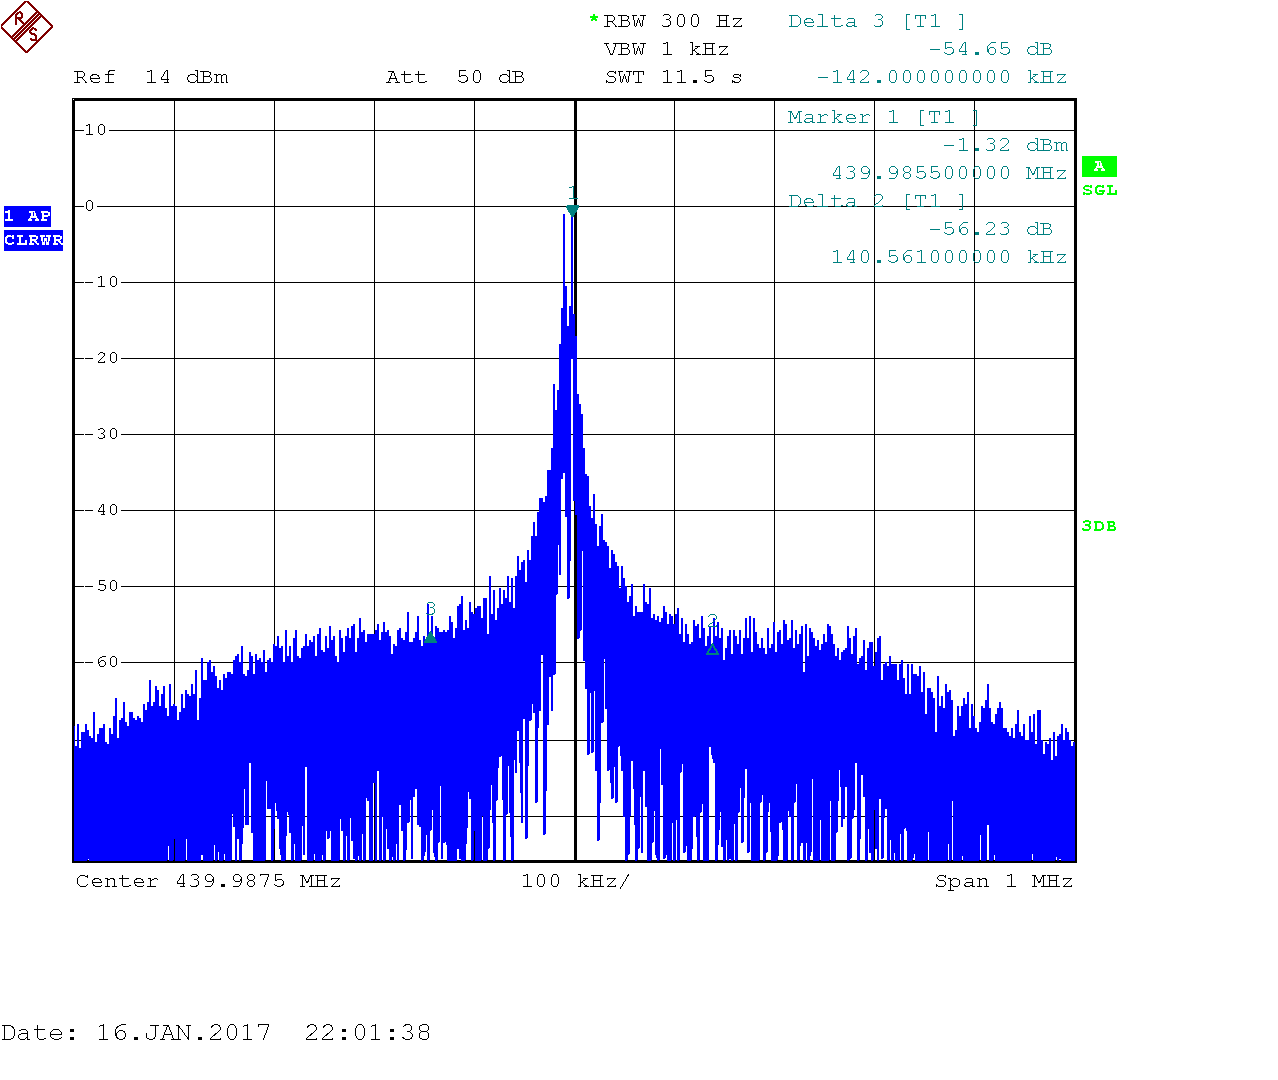 R S
*RBW 300 Hz
Delta 3 [T1 ]
VBW 1 kHz
-54.65 dB
Ref 14 dBm
Att 50 dB
SWT 11.5 s
-142.000000000 kHz
10
Marker 1 [T1 ]
-1.32 dBm
A
439.985500000 MHz
SGL
1
Delta 2 [T1 ]
0
1 AP
-56.23 dB
CLRWR
140.561000000 kHz
-10
-20
-30
-40
3DB
-50
3
2
-60
Center 439.9875 MHz
100 kHz/
Span 1 MHz
Date: 16.JAN.2017 22:01:38